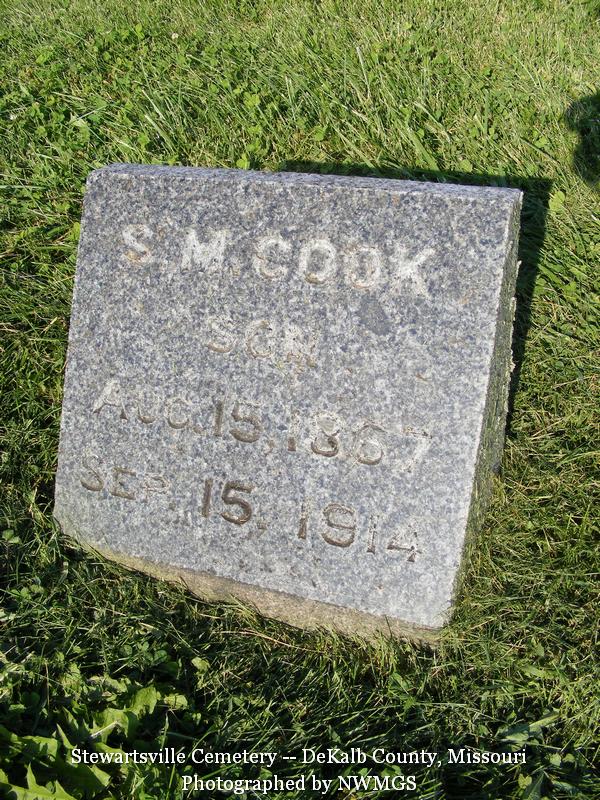 S. M. COOK
SON
AUG. 15, 1867
SEP. 15, 1914
Stewartsville Cemetery -- DeKalb County, Missouri
Photographed by NWMGS